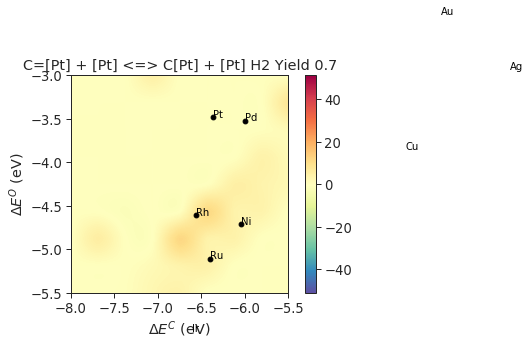 Au
Ag
C=[Pt] + [Pt] <=> C[Pt] + [Pt] H2 Yield 0.7
−3.0
−3.5
−4.0
−4.5
−5.0
−5.5
ΔE^O (eV)
Pt
Pd
Cu
Rh
Ni
Ru
40
20
0
−20
−40
−8.0 −7.5 −7.0 −6.5 −6.0 −5.5
ΔE^C (eV)
Ir